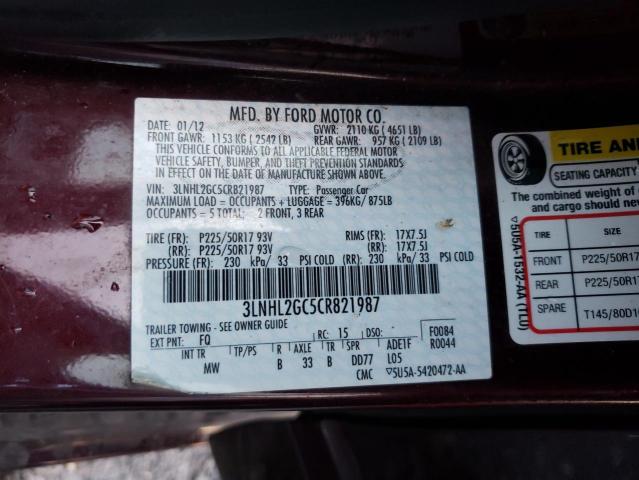 MFD. BY FORD MOTOR CO.
DATE: 01/12 GVWR: 2110 KG ( 4651 LB)
FRONT GAWR: 1153 KG ( 2542 LB) REAR GAWR: 957 KG ( 2109 LB)
THIS VEHICLE CONFORMS TO ALL APPLICABLE FEDERAL MOTOR
VEHICLE SAFETY, BUMPER, AND THEFT PREVENTION STANDARDS
IN EFFECT ON THE DATE OF MANUFACTURE SHOWN ABOVE.
VIN: 3LNHL2GC5CR821987 TYPE: Passenger Car
MAXIMUM LOAD = OCCUPANTS + LUGGAGE = 396KG / 875LB
OCCUPANTS = 5 TOTAL: 2 FRONT, 3 REAR
TIRE (FR): P225/50R17 93V RIMS (FR): 17X7.5J
(RR): P225/50R17 93V (RR): 17X7.5J
PRESSURE (FR): 230 kPa/ 33 PSI COLD (RR): 230 kPa/ 33 PSI COLD
3LNHL2GC5CR821987
TRAILER TOWING - SEE OWNER GUIDE
EXT PNT: FQ RC: 15 DSO: F0084
INT TR TP/PS R AXLE TR SPR ADE1F R0044
MW B 33 B DD77 L05
CMC ▽5U5A-5420472-AA
▽5U5A-1532-AA (TLU)
TIRE AN
SEATING CAPACITY
The combined weight of
and cargo should neve
TIRE SIZE
FRONT P225/50R17
REAR P225/50R1
SPARE T145/80D1